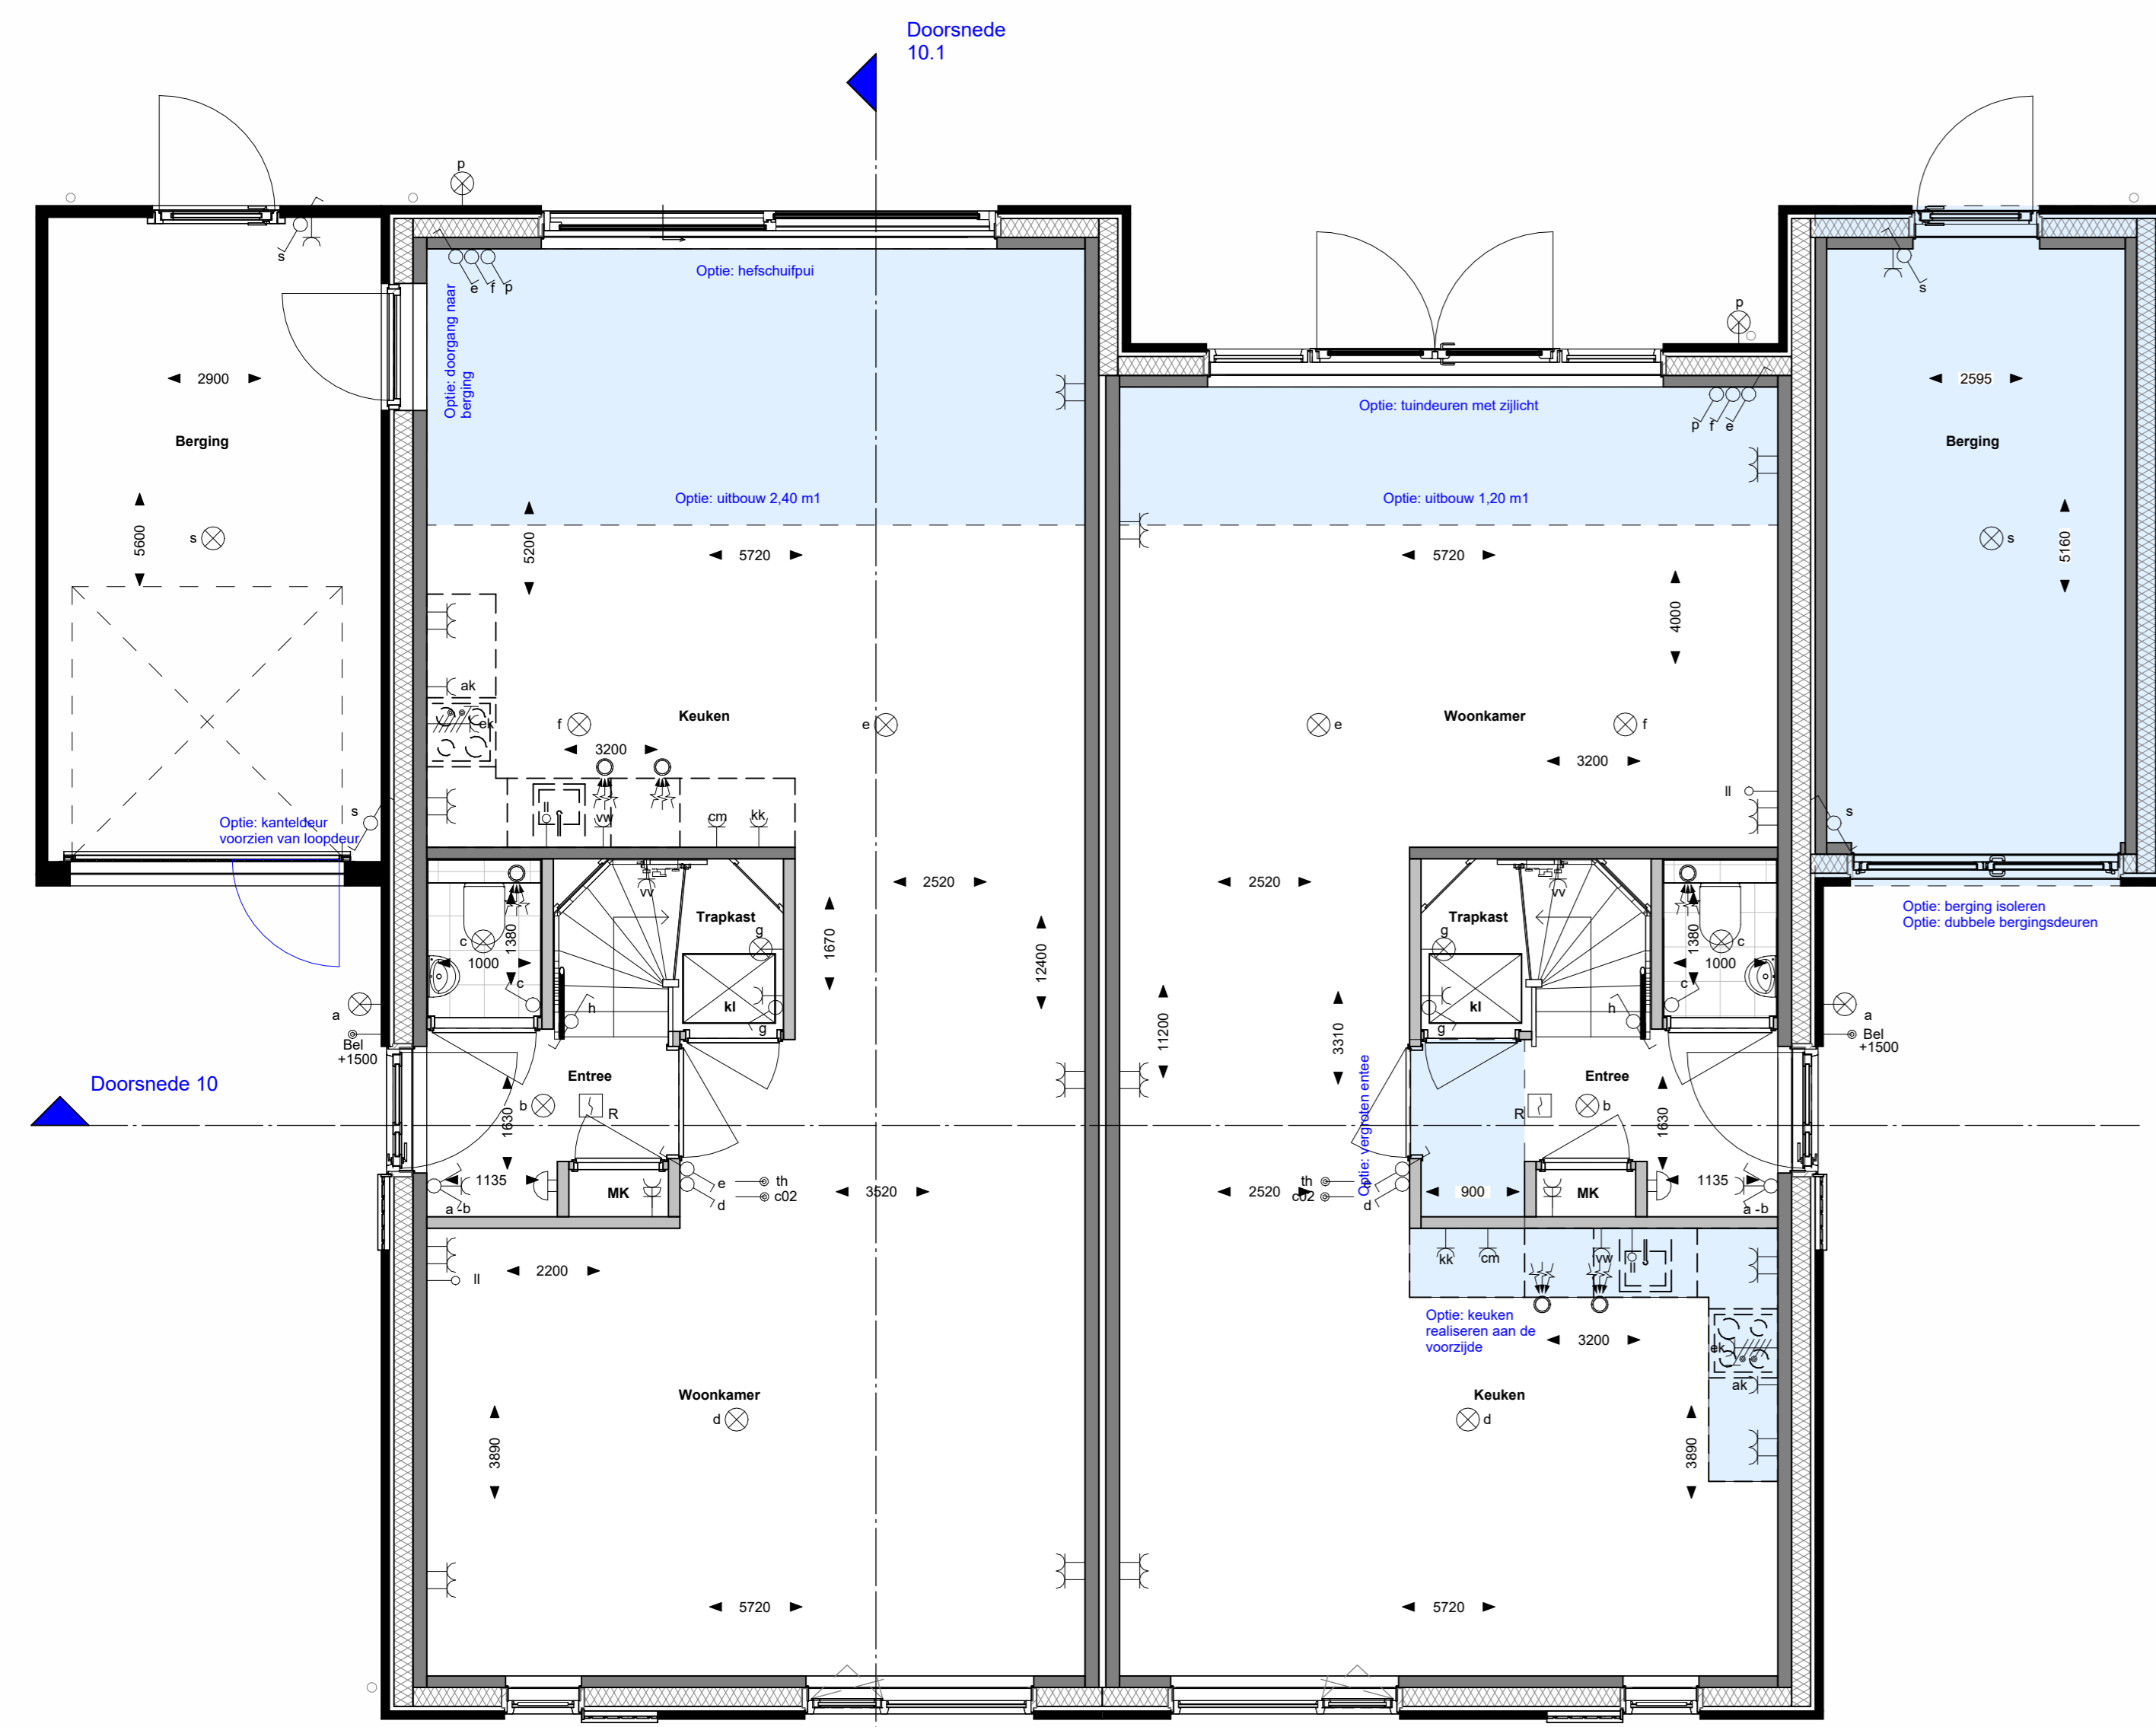 Doorsnede
10.1
p
s
e f p
Optie: hefschuifpui
Optie: doorgang naar
berging
2900
Berging
5600
s
Optie: uitbouw 2,40 m1
5200
5720
p
Optie: tuindeuren met zijlicht
p f e
Optie: uitbouw 1,20 m1
5720
4000
s
2595
Berging
5160
s
ak
ek
f
Keuken
e
3200
ll
vw
cm
kk
s
Optie: kanteldeur
voorzien van loopdeur
e
Woonkamer
f
3200
ll
s
Optie: berging isoleren
Optie: dubbele bergingsdeuren
vv
Trapkast
g
c
1380
1000
c
h
kl
g
2520
1670
12400
2520
vv
Trapkast
g
kl
g
h
1380
c
1000
c
11200
3310
a
Bel
+1500
a
Bel
+1500
Doorsnede 10
Entree
b
R
1630
1135
a -b
MK
e
d
th
c02
3520
Optie: vergroten entee
Entree
R
b
1630
2520
th
c02
e
d
900
MK
1135
a -b
ll
2200
kk
cm
vw
ll
Optie: keuken
realiseren aan de
voorzijde
3200
ek
ak
Woonkamer
d
3890
Keuken
d
3890
5720
5720